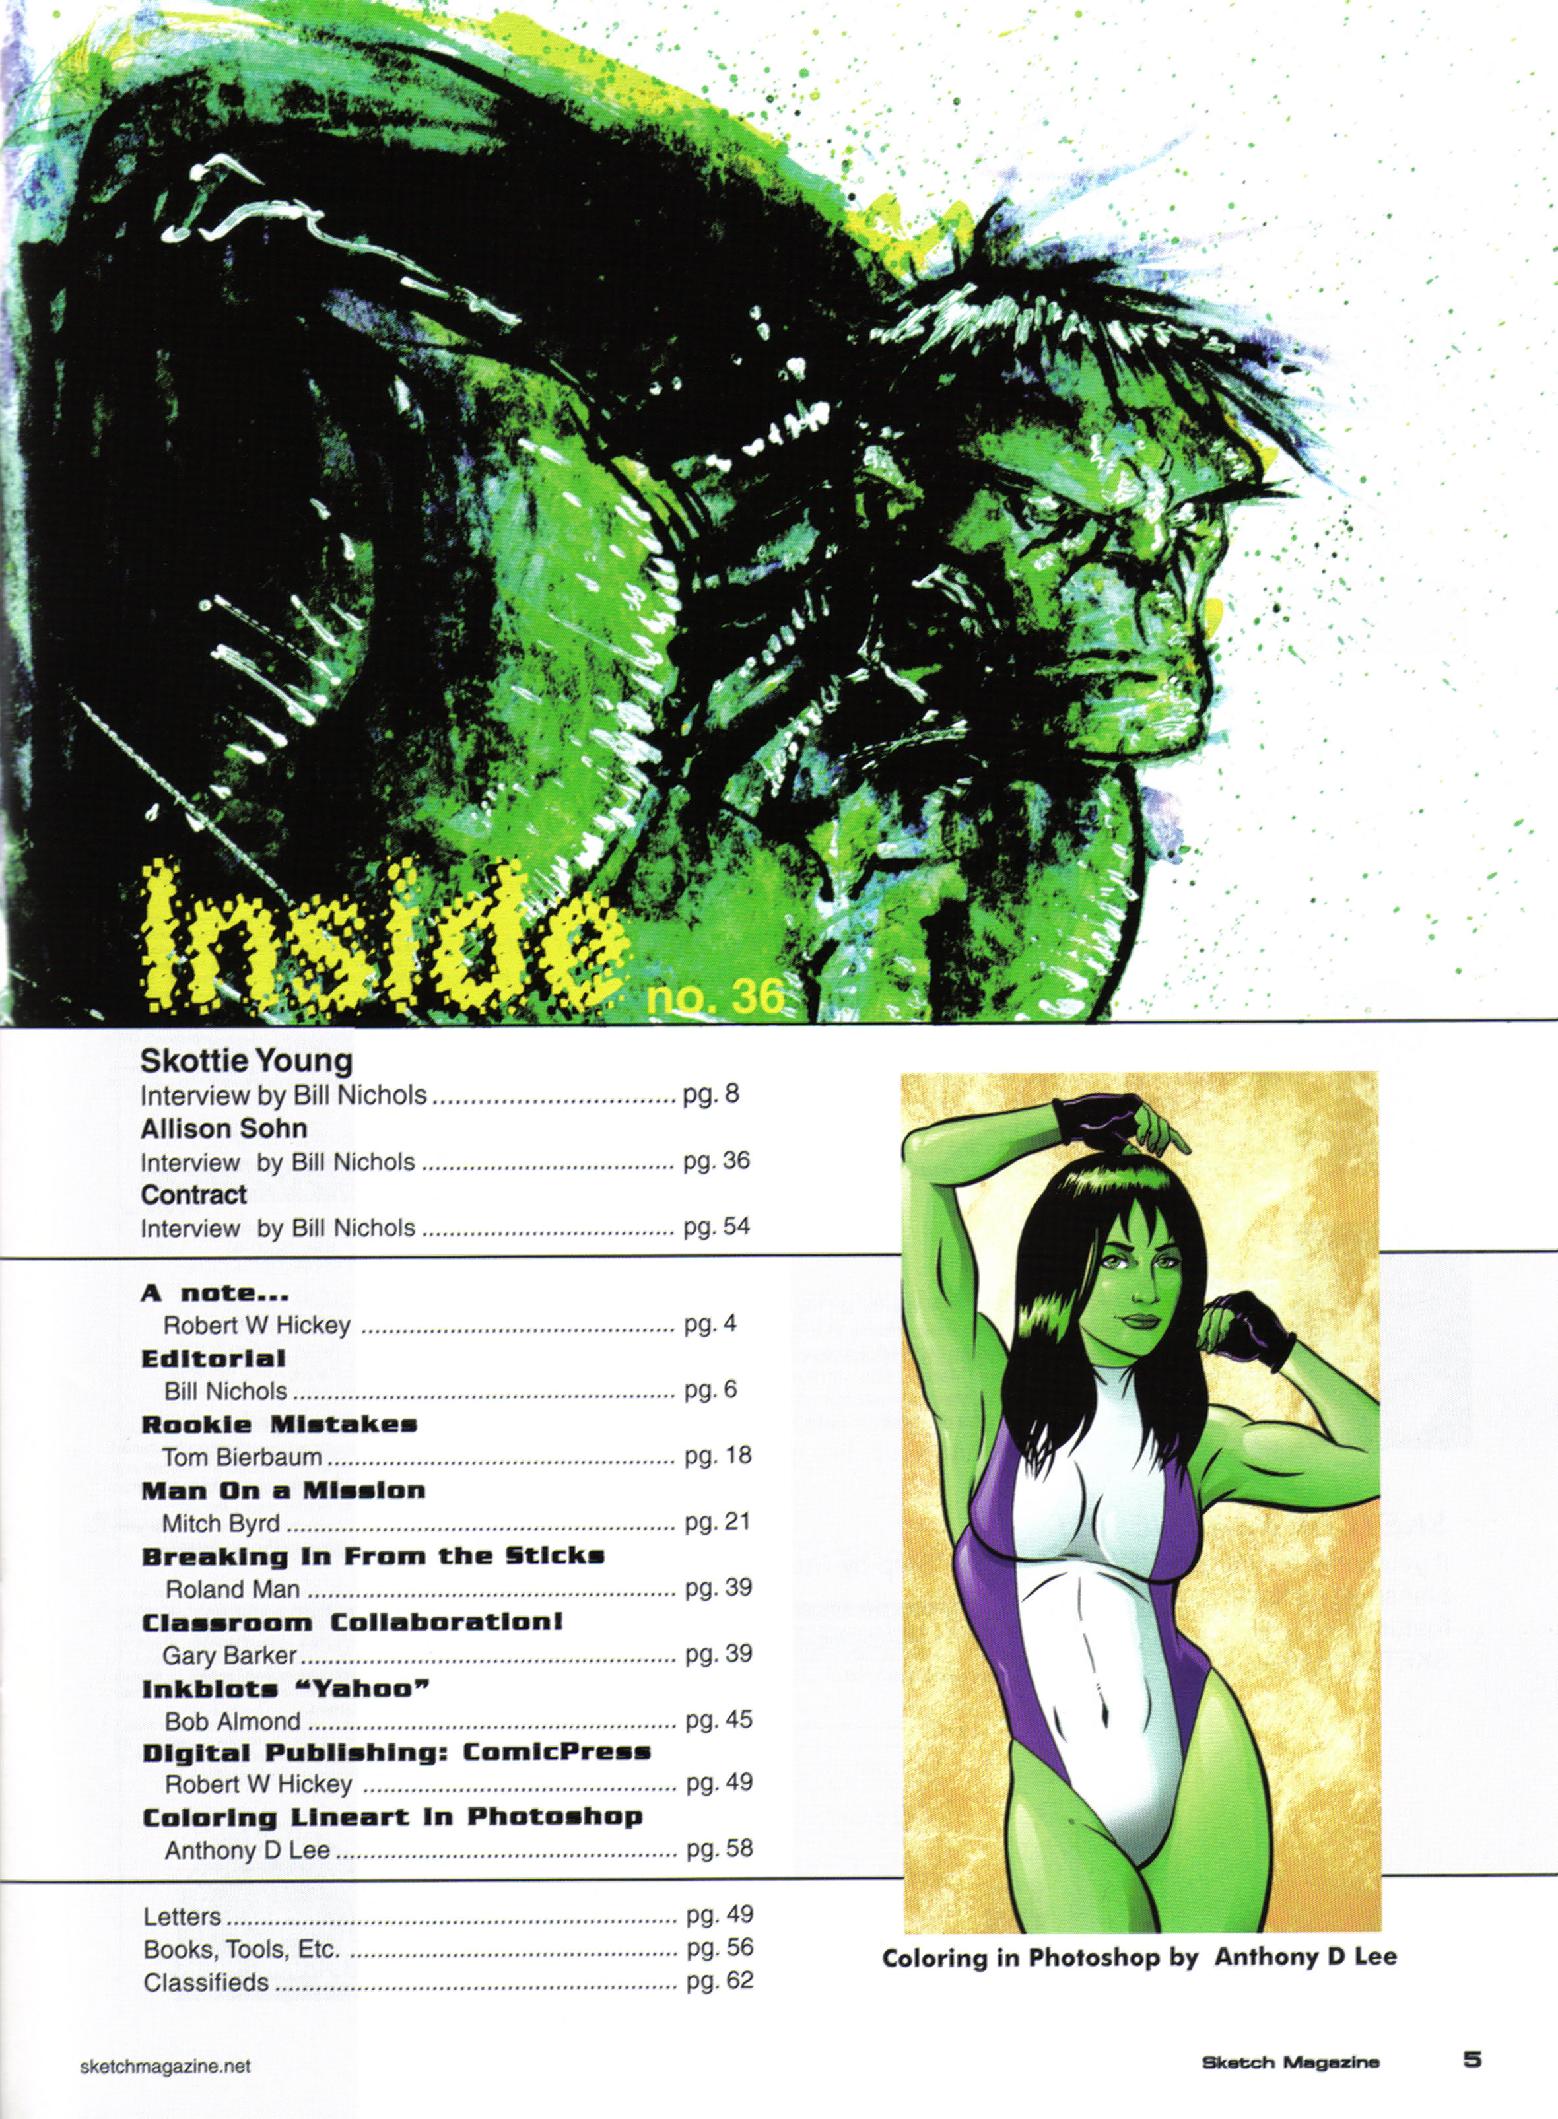 Inside no. 36
Skottie Young
Interview by Bill Nichols ................................ pg. 8
Allison Sohn
Interview by Bill Nichols ................................ pg. 36
Contract
Interview by Bill Nichols ................................ pg. 54
A note...
Robert W Hickey ................................ pg. 4
Editorial
Bill Nichols ................................ pg. 6
Rookie Mistakes
Tom Bierbaum ................................ pg. 18
Man On a Mission
Mitch Byrd ................................ pg. 21
Breaking In From the Sticks
Roland Man ................................ pg. 39
Classroom Collaboration!
Gary Barker ................................ pg. 39
Inkblots “Yahoo”
Bob Almond ................................ pg. 45
Digital Publishing: ComicPress
Robert W Hickey ................................ pg. 49
Coloring Lineart In Photoshop
Anthony D Lee ................................ pg. 58
Letters ................................ pg. 49
Books, Tools, Etc. ................................ pg. 56
Classifieds ................................ pg. 62
Coloring in Photoshop by Anthony D Lee
sketchmagazine.net
Sketch Magazine 5